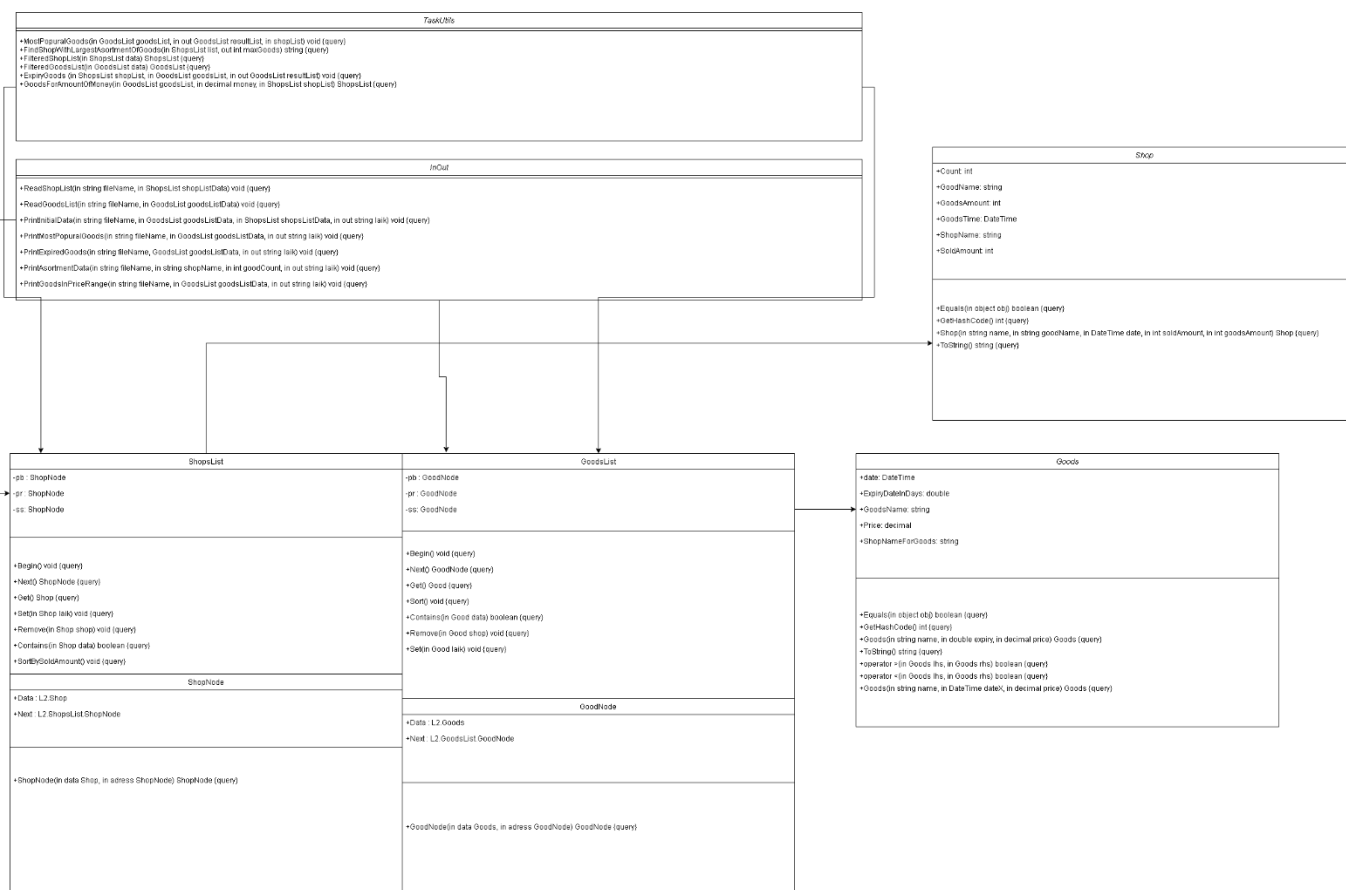 TaskUtils
+MostPopuralGoods(in GoodsList goodsList, in out GoodsList resultList, in shopList) void {query}
+FindShopWithLargestAsortmentOfGoods(in ShopsList list, out int maxGoods) string {query}
+FilteredShopList(in ShopsList data) ShopsList {query}
+FilteredGoodsList(in GoodsList data) GoodsList {query}
+ExpiryGoods (in ShopsList shopList, in GoodsList goodsList, in out GoodsList resultList) void {query}
+GoodsForAmountOfMoney(in GoodsList goodsList, in decimal money, in ShopsList shopList) ShopsList {query}
InOut
+ReadShopList(in string fileName, in ShopsList shopListData) void {query}
+ReadGoodsList(in string fileName, in GoodsList goodsListData) void {query}
+PrintInitialData(in string fileName, in GoodsList goodsListData, in ShopsList shopsListData, in out string laik) void {query}
+PrintMostPopuralGoods(in string fileName, in GoodsList goodsListData, in out string laik) void {query}
+PrintExpiredGoods(in string fileName, GoodsList goodsListData, in out string laik) void {query}
+PrintAsortmentData(in string fileName, in string shopName, in int goodCount, in out string laik) void {query}
+PrintGoodsInPriceRange(in string fileName, in GoodsList goodsListData, in out string laik) void {query}
Shop
+Count: int
+GoodName: string
+GoodsAmount: int
+GoodsTime: DateTime
+ShopName: string
+SoldAmount: int
+Equals(in object obj) boolean {query}
+GetHashCode() int {query}
+Shop(in string name, in string goodName, in DateTime date, in int soldAmount, in int goodsAmount) Shop {query}
+ToString() string {query}
ShopsList
-pb : ShopNode
-pr: ShopNode
-ss: ShopNode
+Begin() void {query}
+Next() ShopNode {query}
+Get() Shop {query}
+Set(in Shop laik) void {query}
+Remove(in Shop shop) void {query}
+Contains(in Shop data) boolean {query}
+SortBySoldAmount() void {query}
ShopNode
+Data : L2.Shop
+Next : L2.ShopsList.ShopNode
+ShopNode(in data Shop, in adress ShopNode) ShopNode {query}
GoodsList
-pb : GoodNode
-pr: GoodNode
-ss: GoodNode
+Begin() void {query}
+Next() GoodNode {query}
+Get() Good {query}
+Sort() void {query}
+Contains(in Good data) boolean {query}
+Remove(in Good shop) void {query}
+Set(in Good laik) void {query}
GoodNode
+Data : L2.Goods
+Next : L2.GoodsList.GoodNode
+GoodNode(in data Goods, in adress GoodNode) GoodNode {query}
Goods
+date: DateTime
+ExpiryDateInDays: double
+GoodsName: string
+Price: decimal
+ShopNameForGoods: string
+Equals(in object obj) boolean {query}
+GetHashCode() int {query}
+Goods(in string name, in double expiry, in decimal price) Goods {query}
+ToString() string {query}
+operator >(in Goods lhs, in Goods rhs) boolean {query}
+operator <(in Goods lhs, in Goods rhs) boolean {query}
+Goods(in string name, in DateTime dateX, in decimal price) Goods {query}